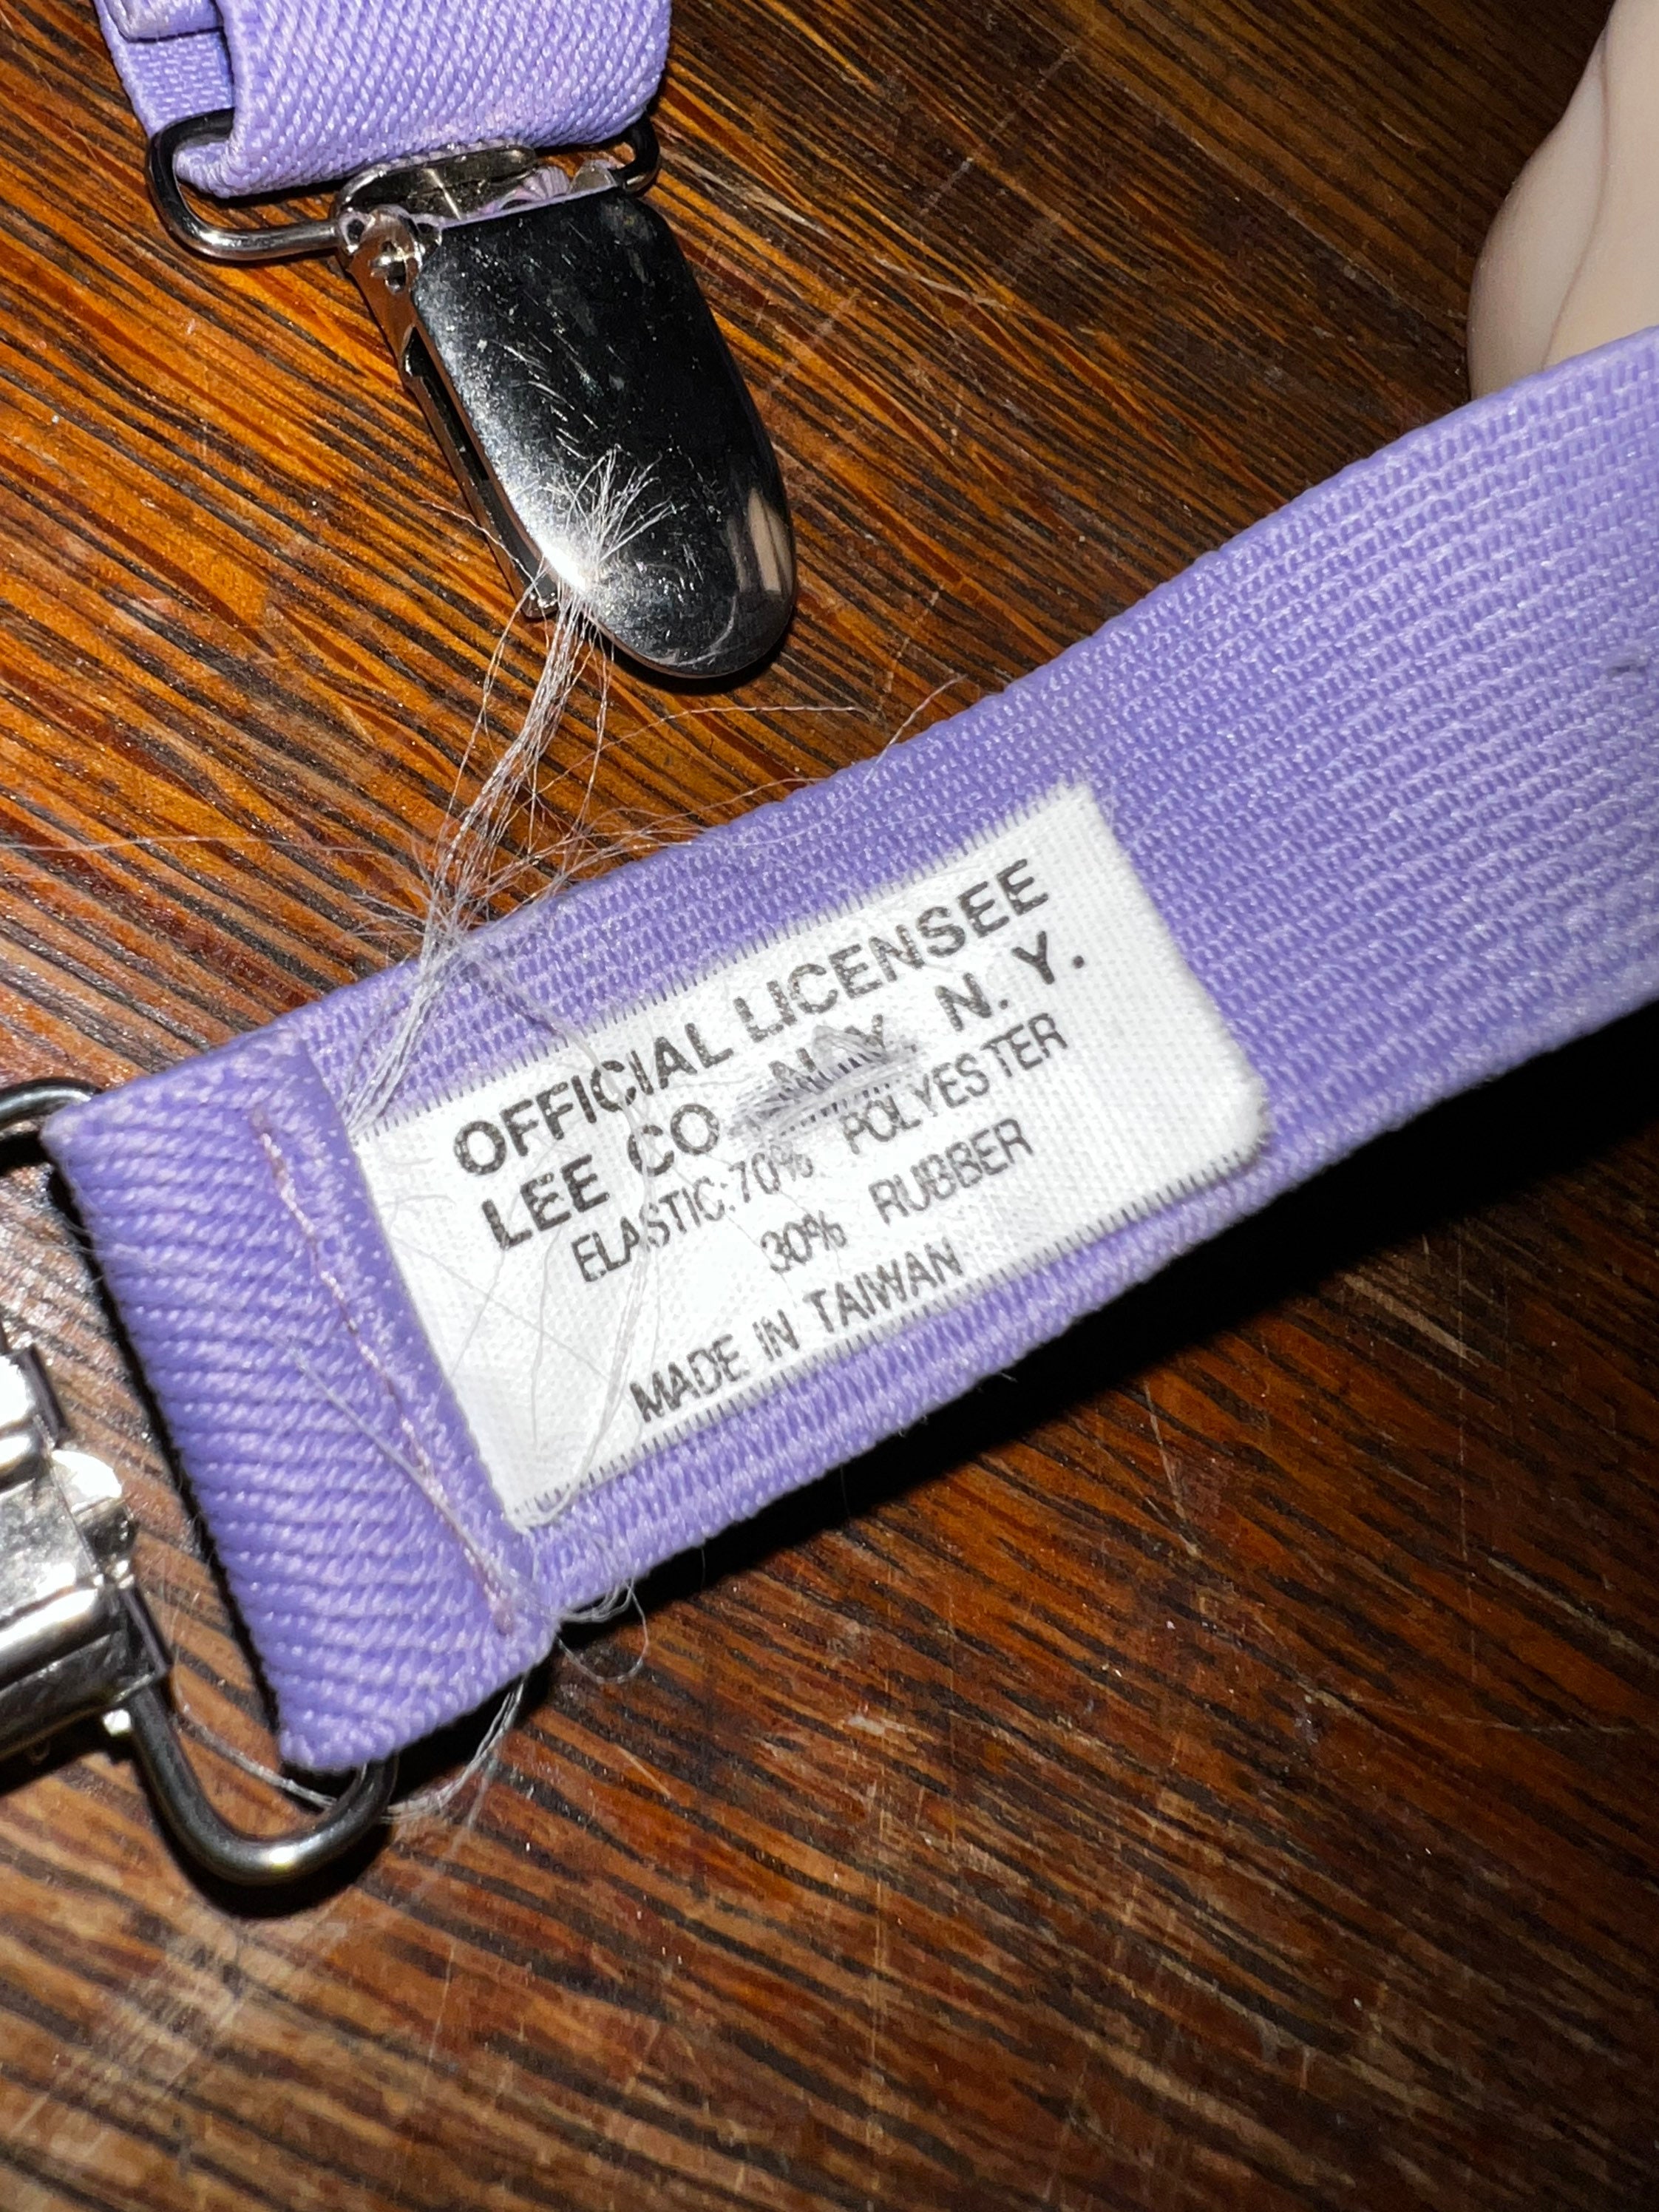 OFFICIAL LICENSEE
LEE CO N.Y. N. Y.
ELASTIC: 70% POLYESTER
30% RUBBER
MADE IN TAIWAN